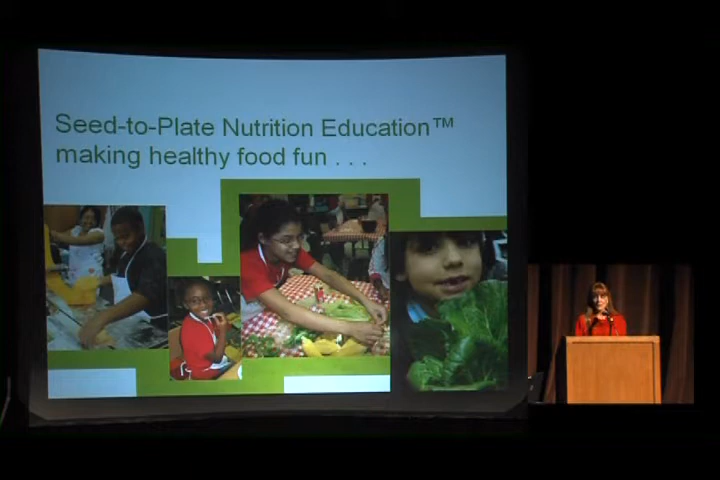 Seed-to-Plate Nutrition Education™
making healthy food fun . . .